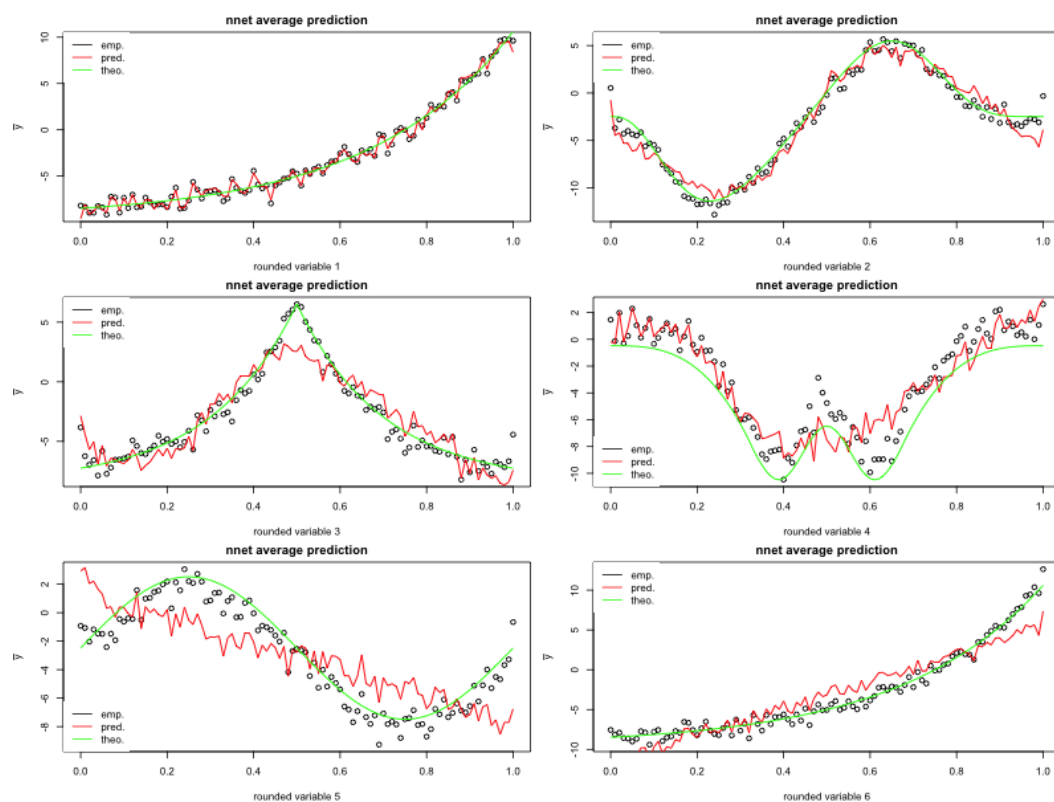 nnet average prediction
emp.
pred.
theo.
10
5
0
-5
y
0.0 0.2 0.4 0.6 0.8 1.0
rounded variable 1
nnet average prediction
emp.
pred.
theo.
5
0
-5
-10
y
0.0 0.2 0.4 0.6 0.8 1.0
rounded variable 2
nnet average prediction
emp.
pred.
theo.
5
0
-5
y
0.0 0.2 0.4 0.6 0.8 1.0
rounded variable 3
nnet average prediction
2
0
-2
-4
-6
-8
-10
y
emp.
pred.
theo.
0.0 0.2 0.4 0.6 0.8 1.0
rounded variable 4
nnet average prediction
2
0
-2
-4
-6
-8
y
emp.
pred.
theo.
0.0 0.2 0.4 0.6 0.8 1.0
rounded variable 5
nnet average prediction
emp.
pred.
theo.
10
5
0
-5
-10
y
0.0 0.2 0.4 0.6 0.8 1.0
rounded variable 6